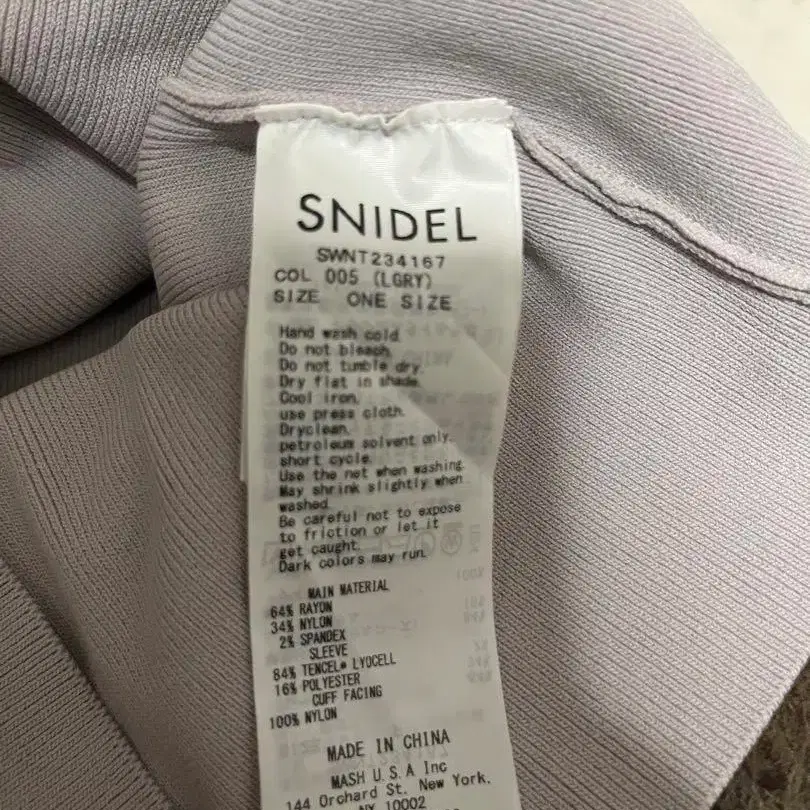 SNIDEL
SWNT234167
COL 005 (LGRY)
SIZE ONE SIZE
Hand wash cold.
Do not bleach.
Do not tumble dry.
Dry flat in shade.
Cool iron,
use press cloth.
Dryclean,
petroleum solvent only.
short cycle.
Use the net when washing.
May shrink slightly when
washed.
Be careful not to expose
to friction or let it
get caught.
Dark colors may run.
MAIN MATERIAL
64% RAYON
34% NYLON
2% SPANDEX
SLEEVE
84% TENCEL® LYOCELL
16% POLYESTER
CUFF FACING
100% NYLON
MADE IN CHINA
MASH U.S.A Inc
144 Orchard St. New York.
NY 10002